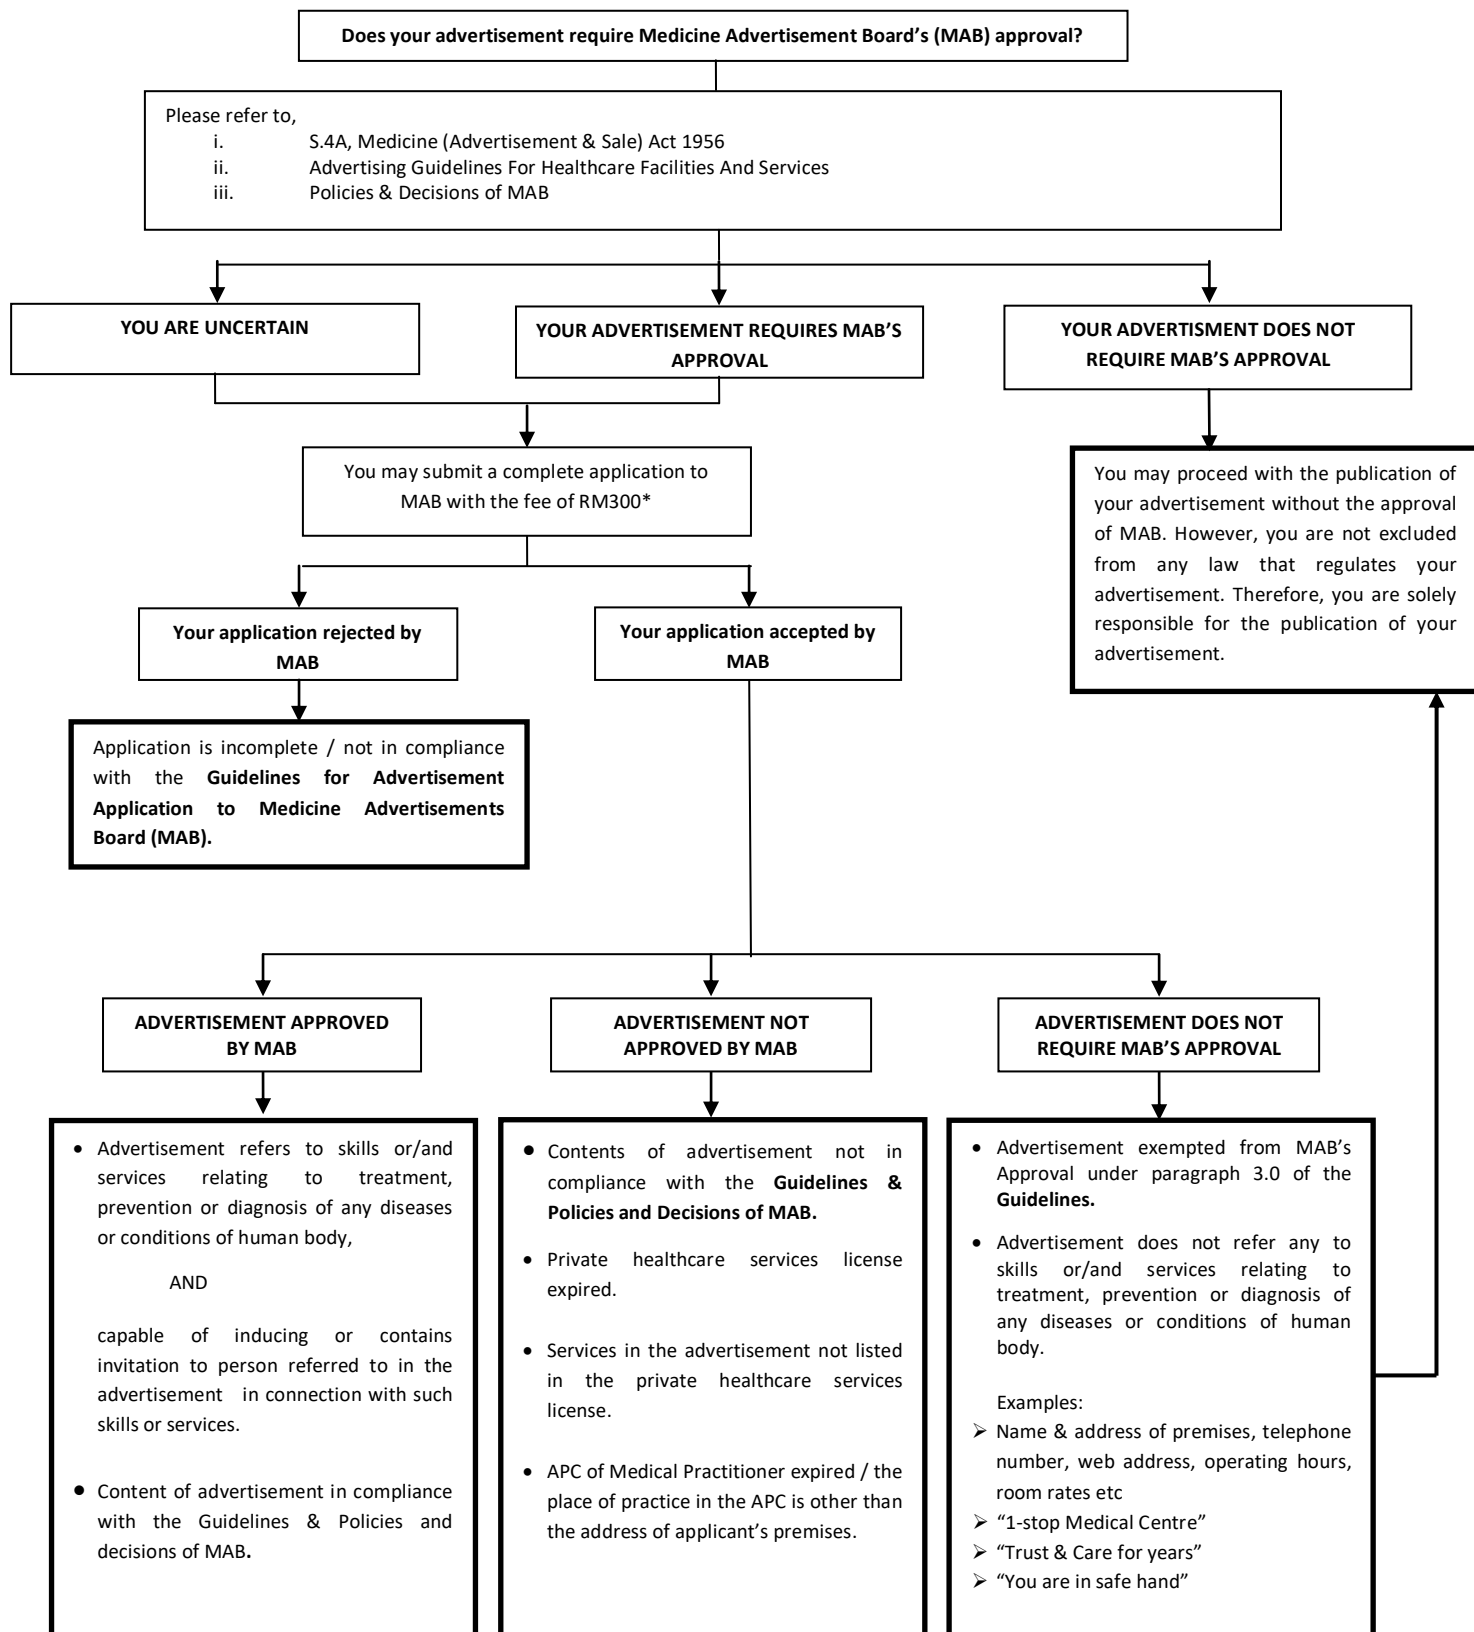 Does your advertisement require Medicine Advertisement Board's (MAB) approval?
Please refer to,
i. S.4A, Medicine (Advertisement & Sale) Act 1956
ii. Advertising Guidelines For Healthcare Facilities And Services
iii. Policies & Decisions of MAB
YOU ARE UNCERTAIN
YOUR ADVERTISEMENT REQUIRES MAB'S
APPROVAL
YOUR ADVERTISMENT DOES NOT
REQUIRE MAB'S APPROVAL
You may submit a complete application to
MAB with the fee of RM300*
You may proceed with the publication of
your advertisement without the approval
of MAB. However, you are not excluded
from any law that regulates your
advertisement. Therefore, you are solely
responsible for the publication of your
advertisement.
Your application rejected by
MAB
Your application accepted by
MAB
Application is incomplete / not in compliance
with the Guidelines for Advertisement
Application to Medicine Advertisements
Board (MAB).
ADVERTISEMENT APPROVED
BY MAB
ADVERTISEMENT NOT
APPROVED BY MAB
ADVERTISEMENT DOES NOT
REQUIRE MAB'S APPROVAL
• Advertisement refers to skills or/and
services relating to treatment,
prevention or diagnosis of any diseases
or conditions of human body,
AND
capable of inducing or contains
invitation to person referred to in the
advertisement in connection with such
skills or services.
• Content of advertisement in compliance
with the Guidelines & Policies and
decisions of MAB.
• Contents of advertisement not in
compliance with the Guidelines &
Policies and Decisions of MAB.
• Private healthcare services license
expired.
• Services in the advertisement not listed
in the private healthcare services
license.
• APC of Medical Practitioner expired / the
place of practice in the APC is other than
the address of applicant's premises.
• Advertisement exempted from MAB's
Approval under paragraph 3.0 of the
Guidelines.
• Advertisement does not refer any to
skills or/and services relating to
treatment, prevention or diagnosis of
any diseases or conditions of human
body.
Examples:
➢ Name & address of premises, telephone
number, web address, operating hours,
room rates etc
➢ "1-stop Medical Centre"
➢ "Trust & Care for years"
➢ "You are in safe hand"